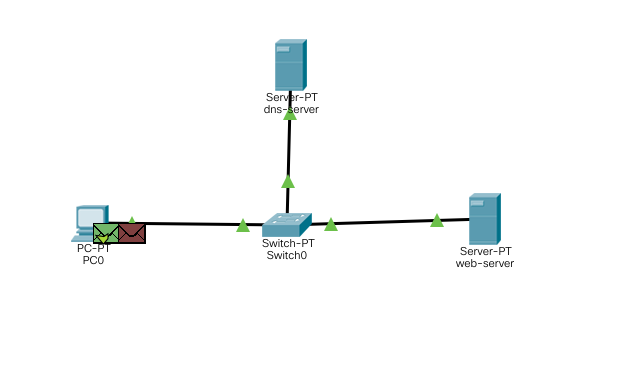 Server-PT
dns-server
PC-PT
PC0
Switch-PT
Switch0
Server-PT
web-server